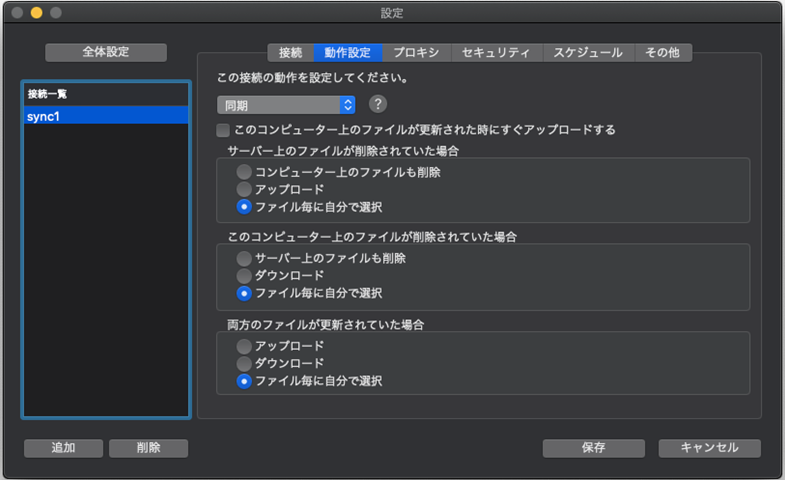 設定
全体設定
接続一覧
sync1
追加
削除
接続
動作設定
プロキシ
セキュリティ
スケジュール
その他
この接続の動作を設定してください。
同期
?
このコンピューター上のファイルが更新された時にすぐアップロードする
サーバー上のファイルが削除されていた場合
コンピューター上のファイルも削除
アップロード
ファイル毎に自分で選択
このコンピューター上のファイルが削除されていた場合
サーバー上のファイルも削除
ダウンロード
ファイル毎に自分で選択
両方のファイルが更新されていた場合
アップロード
ダウンロード
ファイル毎に自分で選択
保存
キャンセル